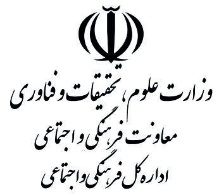 وزارت علوم، تحقیقات و فناوری
معاونت فرهنگی و اجتماعی
اداره کل فرهنگی و اجتماعی